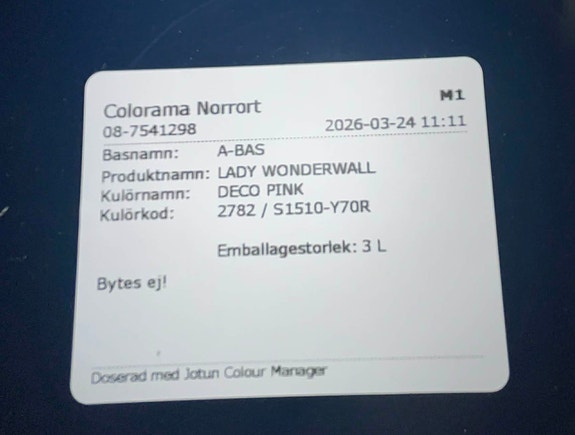 M1
Colorama Norrort
08-7541298 2026-03-24 11:11
Basnamn: A-BAS
Produktnamn: LADY WONDERWALL
Kulörnamn: DECO PINK
Kulörkod: 2782 / S1510-Y70R
Emballagestorlek: 3 L
Bytes ej!
Doserad med Jotun Colour Manager